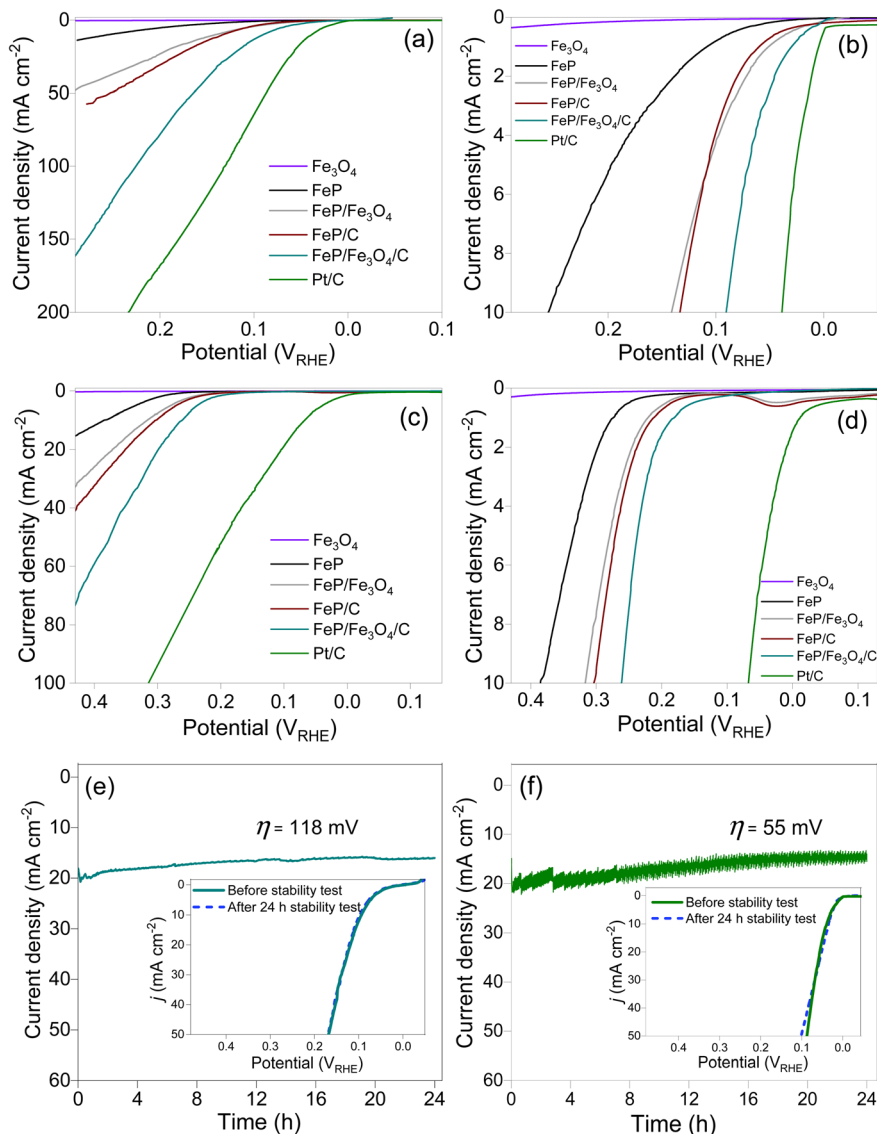 (a)
Current density (mA cm⁻²)
0
50
100
150
200
Fe₃O₄
FeP
FeP/Fe₃O₄
FeP/C
FeP/Fe₃O₄/C
Pt/C
0.2 0.1 0.0 0.1
Potential (V_RHE)
(b)
Current density (mA cm⁻²)
0
2
4
6
8
10
Fe₃O₄
FeP
FeP/Fe₃O₄
FeP/C
FeP/Fe₃O₄/C
Pt/C
0.2 0.1 0.0
Potential (V_RHE)
(c)
Current density (mA cm⁻²)
0
20
40
60
80
100
Fe₃O₄
FeP
FeP/Fe₃O₄
FeP/C
FeP/Fe₃O₄/C
Pt/C
0.4 0.3 0.2 0.1 0.0 0.1
Potential (V_RHE)
(d)
Current density (mA cm⁻²)
0
2
4
6
8
10
Fe₃O₄
FeP
FeP/Fe₃O₄
FeP/C
FeP/Fe₃O₄/C
Pt/C
0.4 0.3 0.2 0.1 0.0 0.1
Potential (V_RHE)
(e)
Current density (mA cm⁻²)
0
10
20
30
40
50
60
η = 118 mV
Before stability test
After 24 h stability test
j (mA cm⁻²)
0
10
20
30
40
50
0.4 0.3 0.2 0.1 0.0
Potential (V_RHE)
0 4 8 12 16 20 24
Time (h)
(f)
Current density (mA cm⁻²)
0
10
20
30
40
50
60
η = 55 mV
Before stability test
After 24 h stability test
j (mA cm⁻²)
0
10
20
30
40
50
0.4 0.3 0.2 0.1 0.0
Potential (V_RHE)
0 4 8 12 16 20 24
Time (h)